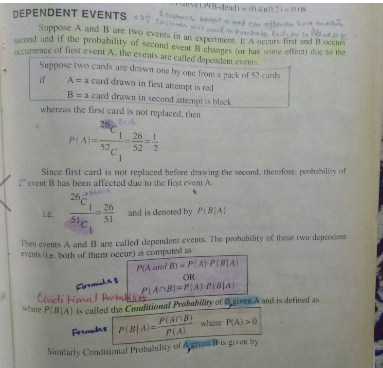 P(B-dead) = (0.4)(0.2) = 0.08
DEPENDENT EVENTS
Suppose A and B are two events in an experiment. If A occurs first and B occurs
second and if the probability of second event B changes (or has some effect) due to the
occurrence of first event A, the events are called dependent events.
Suppose two cards are drawn one by one from a pack of 52 cards
if A = a card drawn in first attempt is red
B = a card drawn in second attempt is black
whereas the first card is not replaced, then
P(A) = 26C1 / 52C1 = 26/52 = 1/2
Since first card is not replaced before drawing the second, therefore, probability of
2nd event B has been affected due to the first event A.
i.e. 26C1 / 51C1 = 26/51 and is denoted by P(B|A)
Then events A and B are called dependent events. The probability of these two dependent
events (i.e. both of them occur) is computed as
P(A and B) = P(A) P(B|A)
OR
Formulas P(A∩B) = P(A)·P(B|A)
Conditional Probability
where P(B|A) is called the Conditional Probability of B given A and is defined as
Formulas P(B|A) = P(A∩B) / P(A) where P(A) > 0
Similarly Conditional Probability of A given B is given by